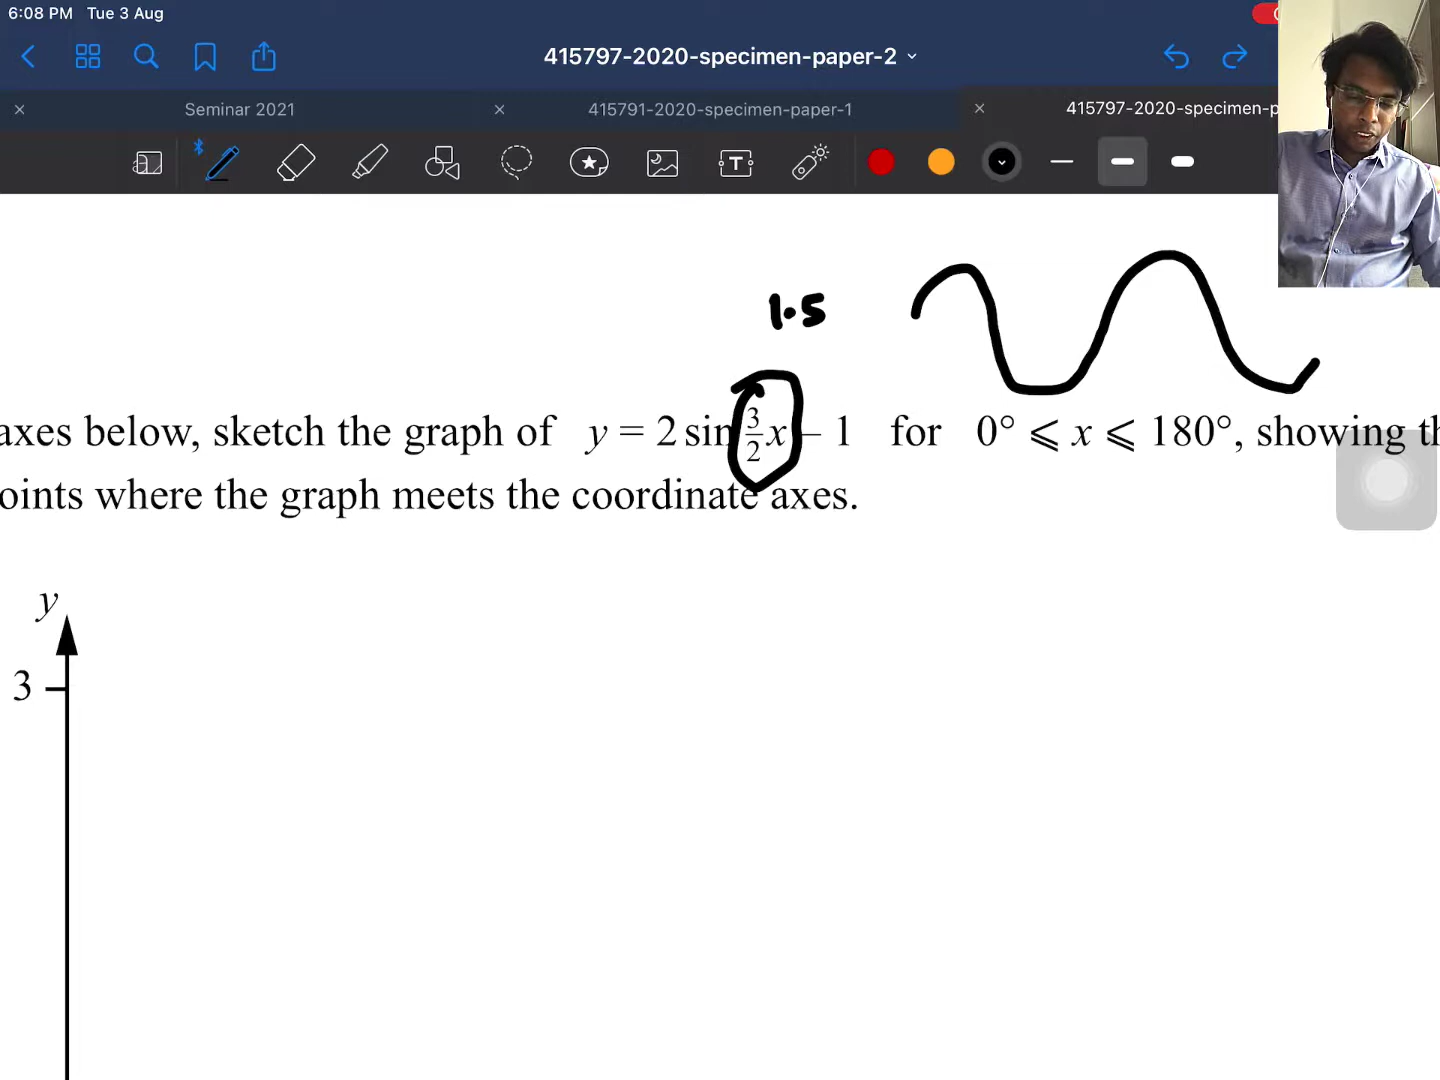 6:08 PM Tue 3 Aug
415797-2020-specimen-paper-2
Seminar 2021
415791-2020-specimen-paper-1
415797-2020-specimen-p
T
1.5
axes below, sketch the graph of y = 2 sin 3/2 x – 1 for 0° ⩽ x ⩽ 180°, showing th
oints where the graph meets the coordinate axes.
y
3